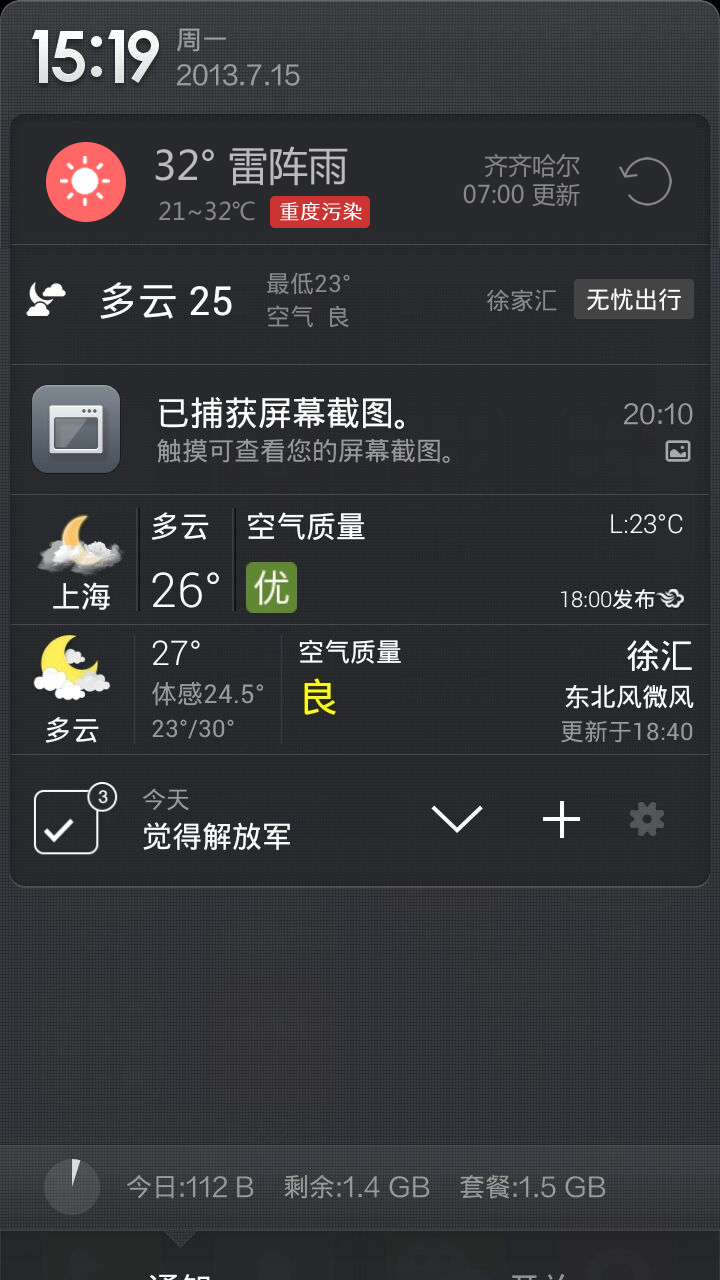 15:19
周一
2013.7.15
32° 雷阵雨
21~32℃ 重度污染
齐齐哈尔
07:00 更新
多云 25
最低23°
空气 良
徐家汇
无忧出行
已捕获屏幕截图。
20:10
触摸可查看您的屏幕截图。
上海
多云
26°
空气质量
优
L:23°C
18:00发布
多云
27°
体感24.5°
23°/30°
空气质量
良
徐汇
东北风微风
更新于18:40
3
今天
觉得解放军
今日:112 B 剩余:1.4 GB 套餐:1.5 GB
通知